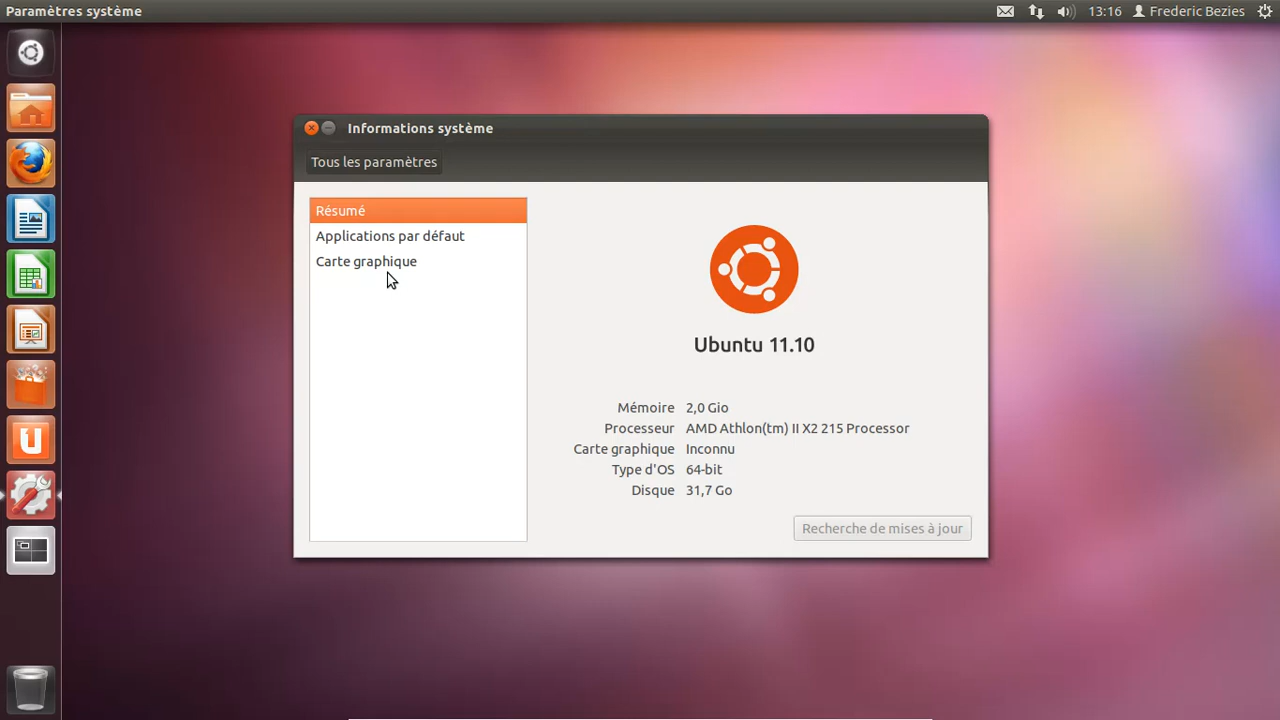 Paramètres système
13:16 Frederic Bezies
Informations système
Tous les paramètres
Résumé
Applications par défaut
Carte graphique
Ubuntu 11.10
Mémoire 2,0 Gio
Processeur AMD Athlon(tm) II X2 215 Processor
Carte graphique Inconnu
Type d'OS 64-bit
Disque 31,7 Go
Recherche de mises à jour